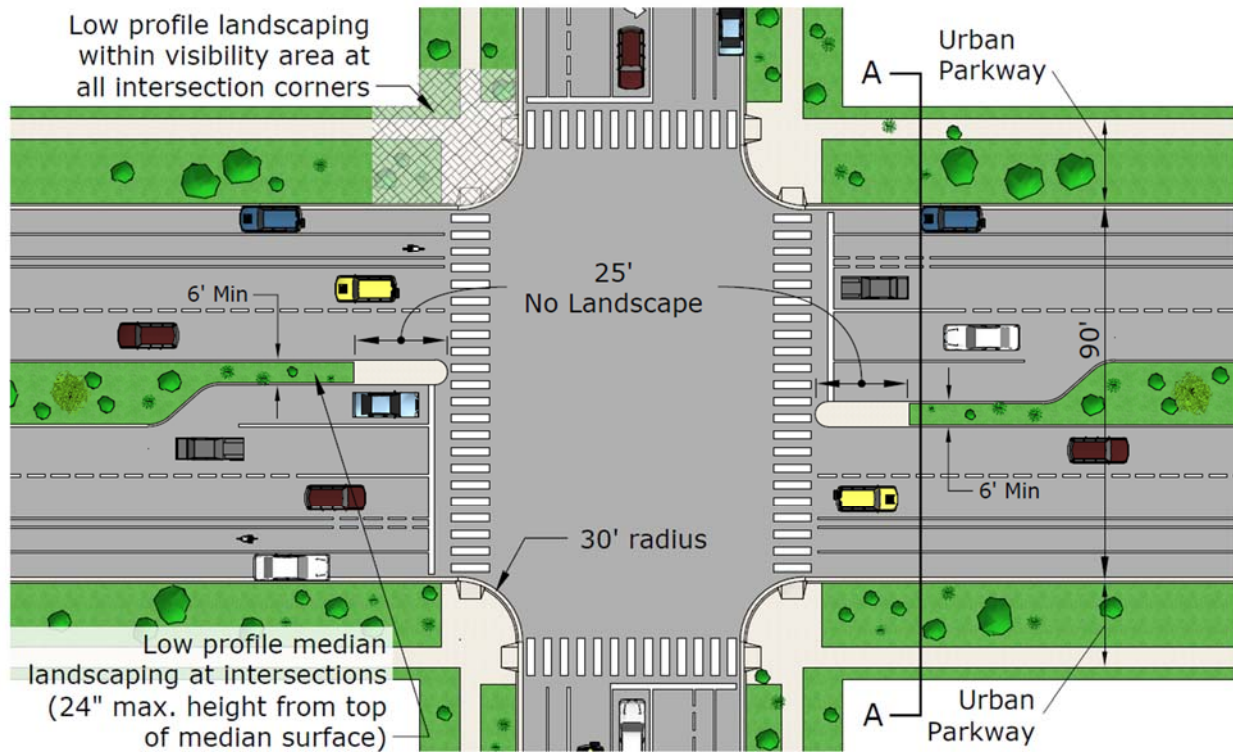 Low profile landscaping
within visibility area at
all intersection corners
Urban
Parkway
A
6' Min
25'
No Landscape
90'
6' Min
30' radius
Low profile median
landscaping at intersections
(24" max. height from top
of median surface)
A
Urban
Parkway